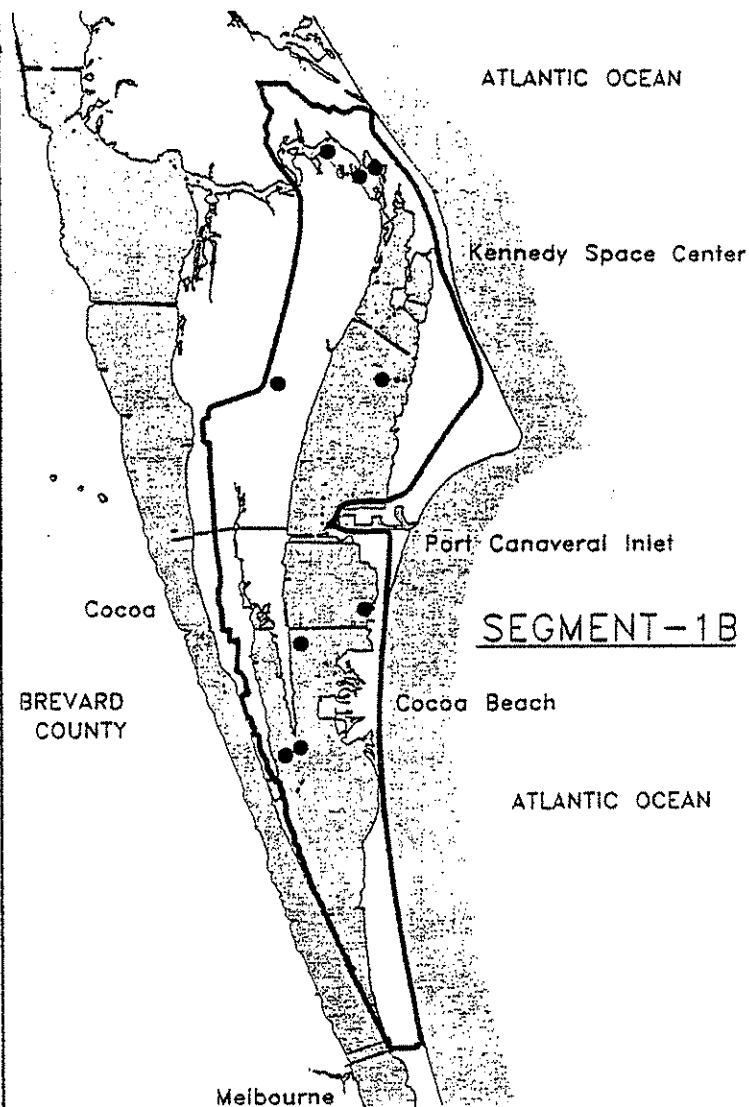 ATLANTIC OCEAN
Kennedy Space Center
Port Canaveral Inlet
Cocoa
SEGMENT-1B
BREVARD
COUNTY
Cocoa Beach
ATLANTIC OCEAN
Melbourne